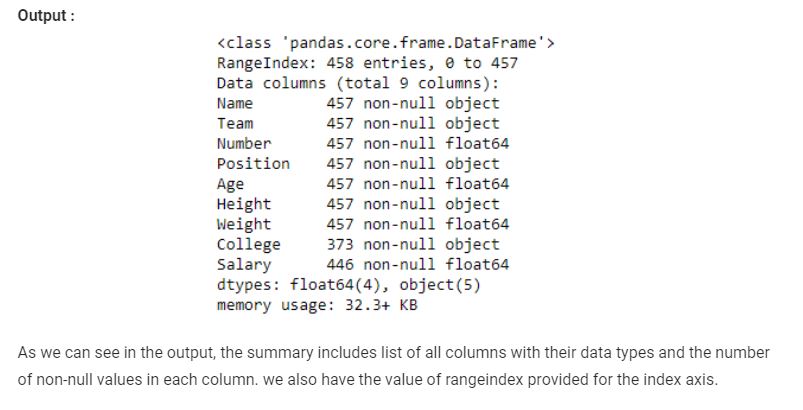 Output :
<class 'pandas.core.frame.DataFrame'>
RangeIndex: 458 entries, 0 to 457
Data columns (total 9 columns):
Name        457 non-null object
Team        457 non-null object
Number      457 non-null float64
Position    457 non-null object
Age         457 non-null float64
Height      457 non-null object
Weight      457 non-null float64
College     373 non-null object
Salary      446 non-null float64
dtypes: float64(4), object(5)
memory usage: 32.3+ KB
As we can see in the output, the summary includes list of all columns with their data types and the number
of non-null values in each column. we also have the value of rangeindex provided for the index axis.